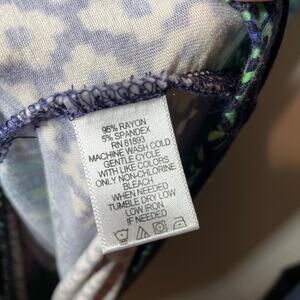 95% RAYON
5% SPANDEX
RN 81893
MACHINE WASH COLD
GENTLE CYCLE
WITH LIKE COLORS
ONLY NON-CHLORINE
BLEACH
WHEN NEEDED
TUMBLE DRY LOW
LOW IRON
IF NEEDED